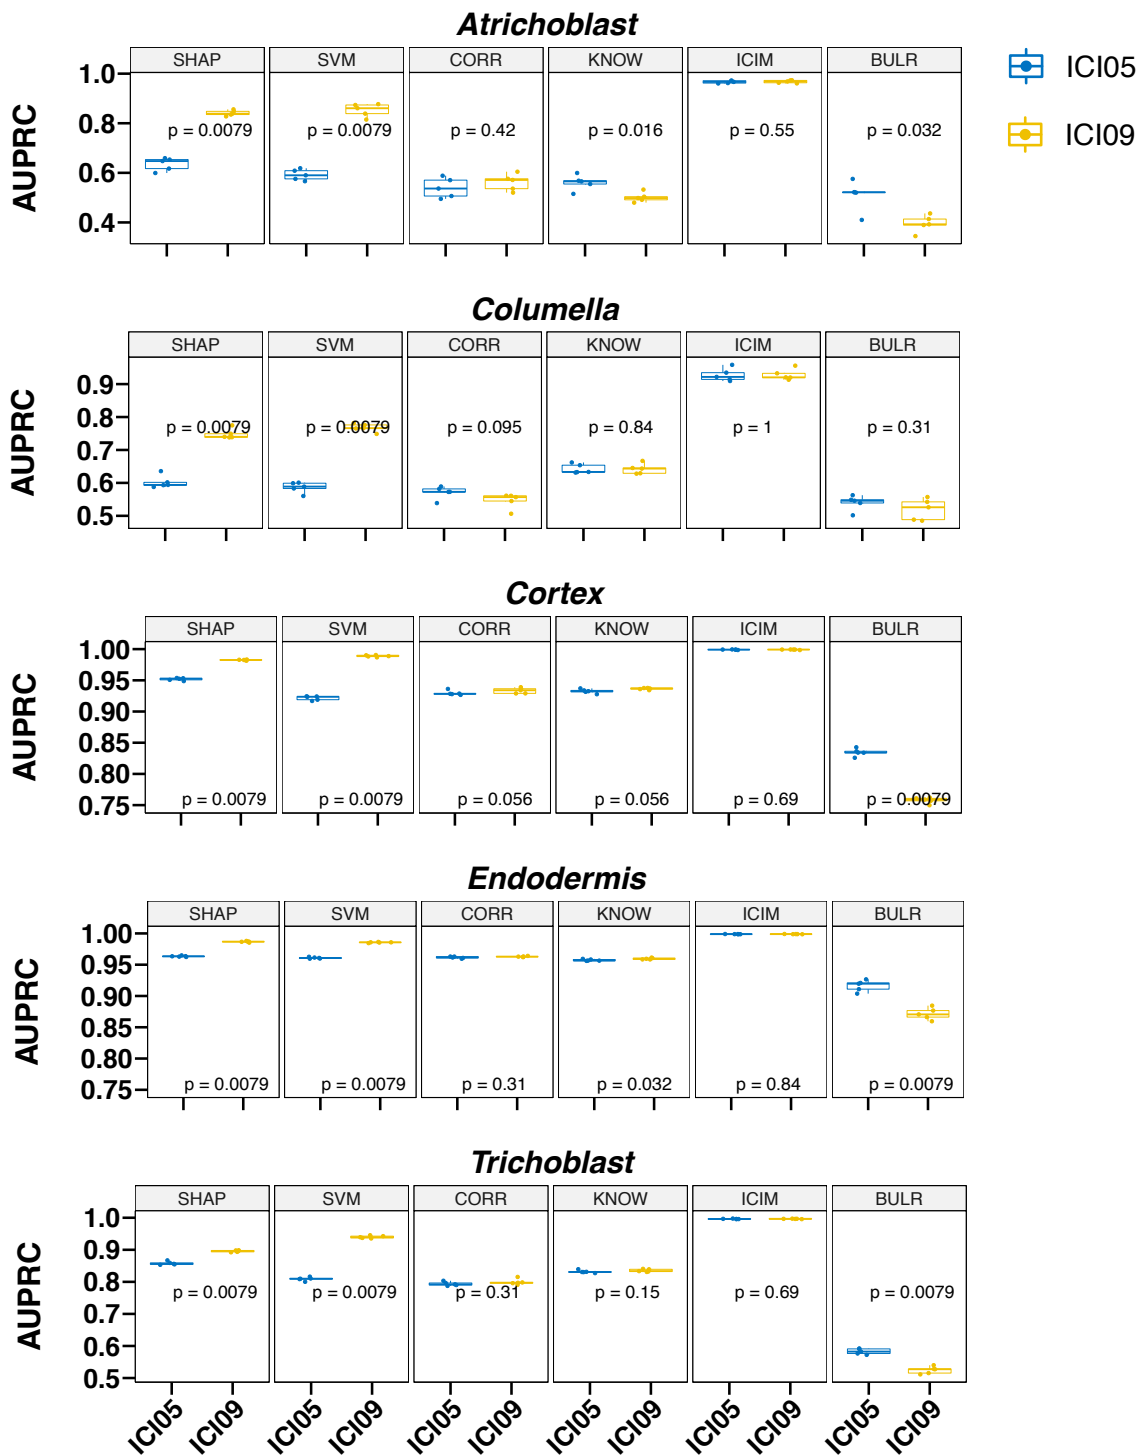 Atrichoblast
SHAP SVM CORR KNOW ICIM BULR
ICI05
ICI09
AUPRC
1.0
0.8
0.6
0.4
p = 0.0079 p = 0.0079 p = 0.42 p = 0.016 p = 0.55 p = 0.032
Columella
SHAP SVM CORR KNOW ICIM BULR
AUPRC
0.9
0.8
0.7
0.6
0.5
p = 0.0079 p = 0.0079 p = 0.095 p = 0.84 p = 1 p = 0.31
Cortex
SHAP SVM CORR KNOW ICIM BULR
AUPRC
1.00
0.95
0.90
0.85
0.80
0.75
p = 0.0079 p = 0.0079 p = 0.056 p = 0.056 p = 0.69 p = 0.0079
Endodermis
SHAP SVM CORR KNOW ICIM BULR
AUPRC
1.00
0.95
0.90
0.85
0.80
0.75
p = 0.0079 p = 0.0079 p = 0.31 p = 0.032 p = 0.84 p = 0.0079
Trichoblast
SHAP SVM CORR KNOW ICIM BULR
AUPRC
1.0
0.9
0.8
0.7
0.6
0.5
p = 0.0079 p = 0.0079 p = 0.31 p = 0.15 p = 0.69 p = 0.0079
ICI05 ICI09 ICI05 ICI09 ICI05 ICI09 ICI05 ICI09 ICI05 ICI09 ICI05 ICI09